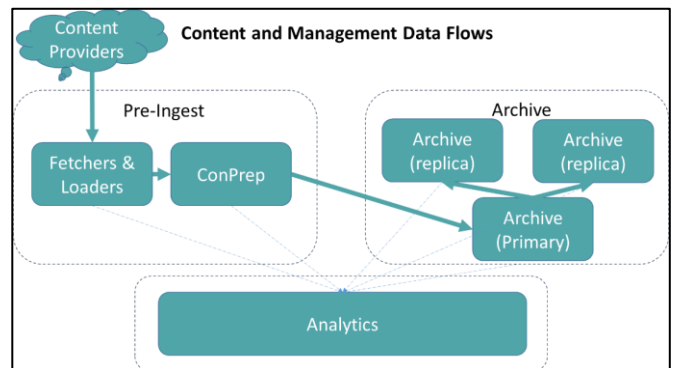 Content
Providers
Content and Management Data Flows
Pre-Ingest
Archive
Fetchers &
Loaders
ConPrep
Archive
(replica)
Archive
(replica)
Archive
(Primary)
Analytics